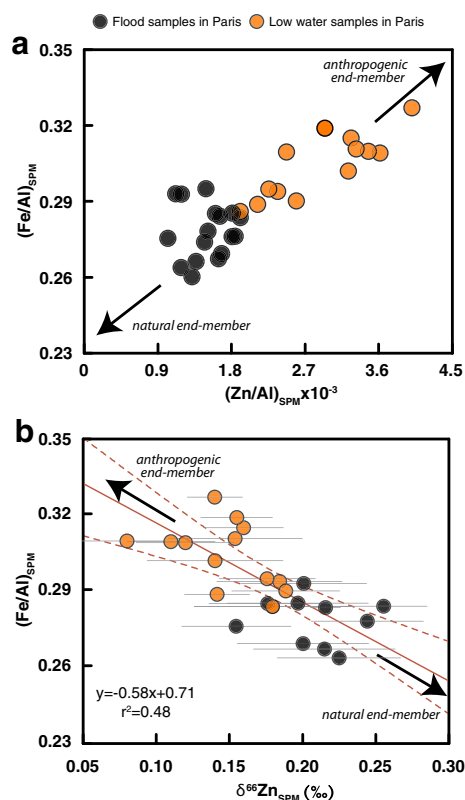 Flood samples in Paris Low water samples in Paris
a
0.35
anthropogenic
end-member
0.32
(Fe/Al)SPM
0.29
0.26
natural end-member
0.23
0 0.9 1.8 2.7 3.6 4.5
(Zn/Al)SPMx10-3
b
0.35
anthropogenic
end-member
0.32
(Fe/Al)SPM
0.29
0.26
y=-0.58x+0.71
r²=0.48
natural end-member
0.23
0.05 0.10 0.15 0.20 0.25 0.30
δ66ZnSPM (‰)